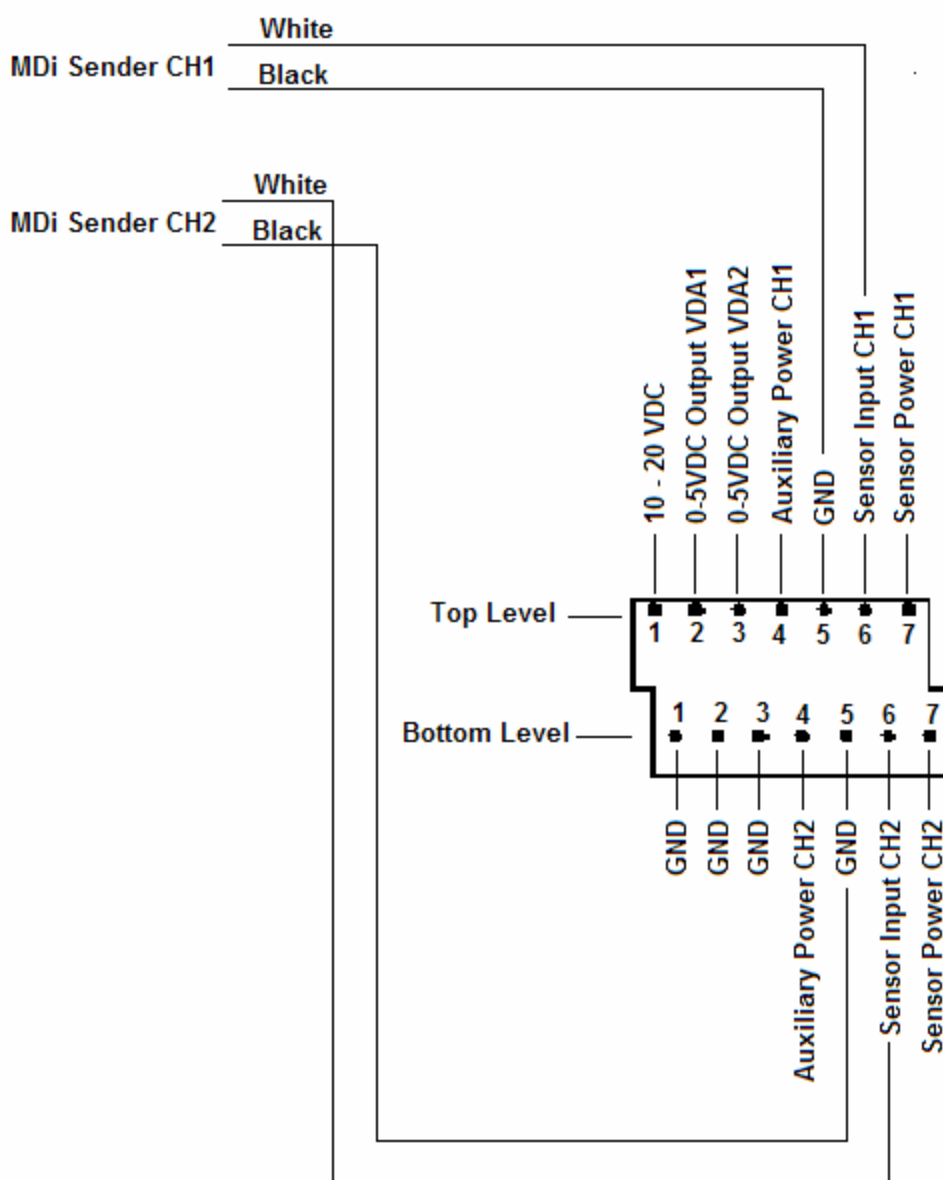 White
MDi Sender CH1
Black
White
MDi Sender CH2
Black
10 - 20 VDC
0-5VDC Output VDA1
0-5VDC Output VDA2
Auxiliary Power CH1
GND
Sensor Input CH1
Sensor Power CH1
Top Level
1 2 3 4 5 6 7
Bottom Level
1 2 3 4 5 6 7
GND
GND
GND
Auxiliary Power CH2
GND
Sensor Input CH2
Sensor Power CH2